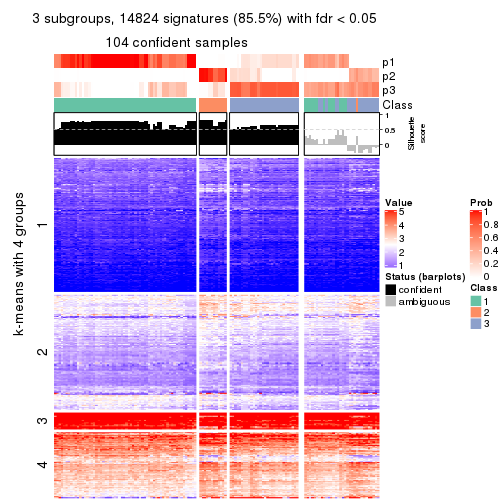 3 subgroups, 14824 signatures (85.5%) with fdr < 0.05
104 confident samples
p1
p2
p3
Class
1
0.5
0
Silhouette
score
k-means with 4 groups
1
2
3
4
Value
5
4
3
2
1
Status (barplots)
confident
ambiguous
Prob
1
0.8
0.6
0.4
0.2
0
Class
1
2
3